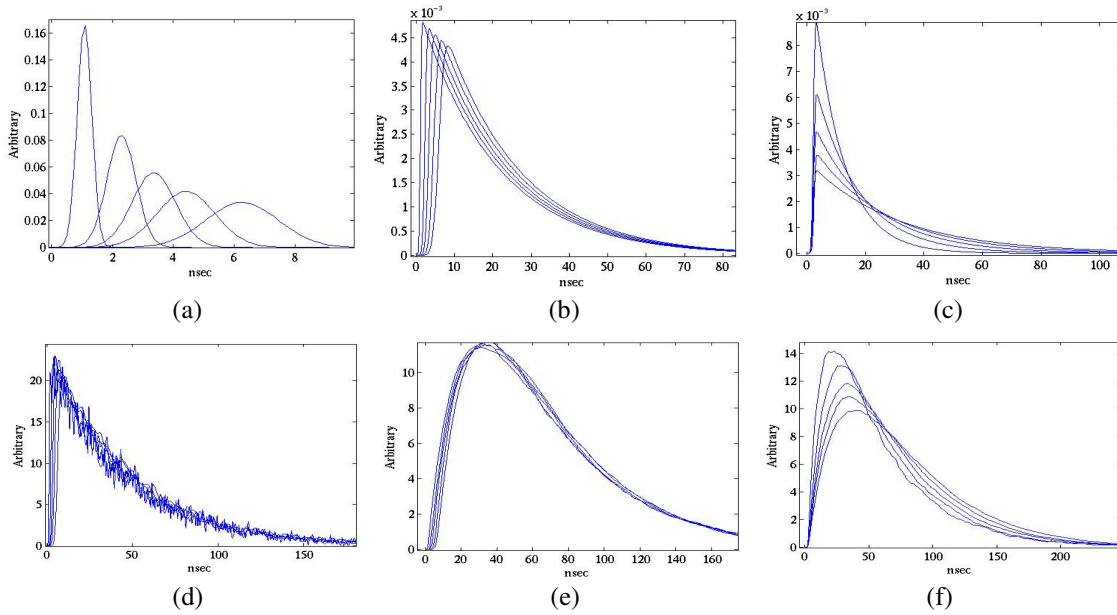 0.16
0.14
0.12
0.1
0.08
0.06
0.04
0.02
0
Arbitrary
0 2 4 6 8
nsec
(a)
x 10⁻³
4.5
4
3.5
3
2.5
2
1.5
1
0.5
0
Arbitrary
0 10 20 30 40 50 60 70 80
nsec
(b)
x 10⁻³
8
7
6
5
4
3
2
1
0
Arbitrary
0 20 40 60 80 100
nsec
(c)
20
15
10
5
0
Arbitrary
0 50 100 150
nsec
(d)
10
8
6
4
2
0
Arbitrary
0 20 40 60 80 100 120 140 160
nsec
(e)
14
12
10
8
6
4
2
0
Arbitrary
0 50 100 150 200
nsec
(f)